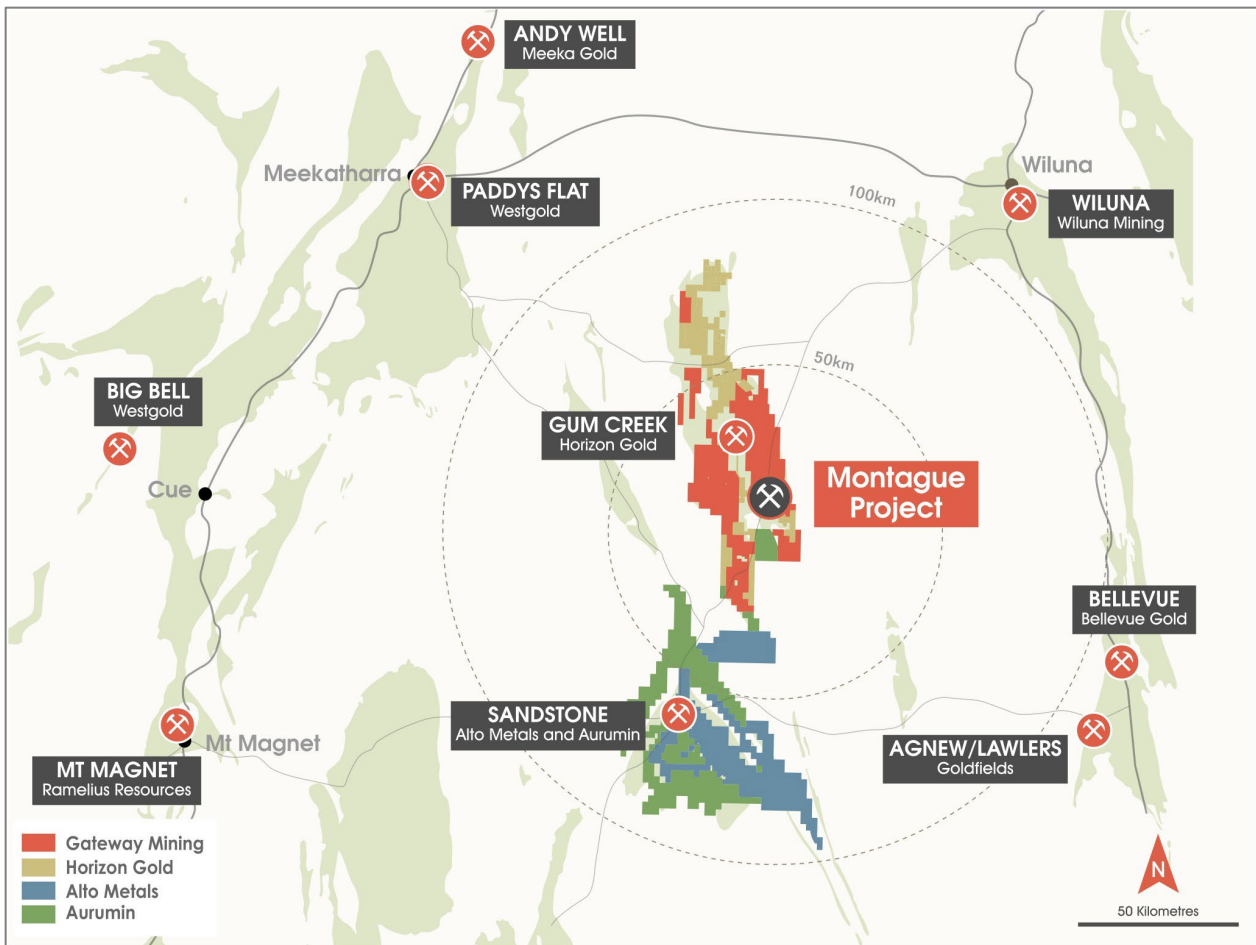 ANDY WELL
Meeka Gold
Meekatharra
PADDYS FLAT
Westgold
Wiluna
WILUNA
Wiluna Mining
100km
50km
BIG BELL
Westgold
GUM CREEK
Horizon Gold
Montague
Project
Cue
BELLEVUE
Bellevue Gold
SANDSTONE
Alto Metals and Aurumin
AGNEW/LAWLERS
Goldfields
Mt Magnet
MT MAGNET
Ramelius Resources
Gateway Mining
Horizon Gold
Alto Metals
Aurumin
N
50 Kilometres